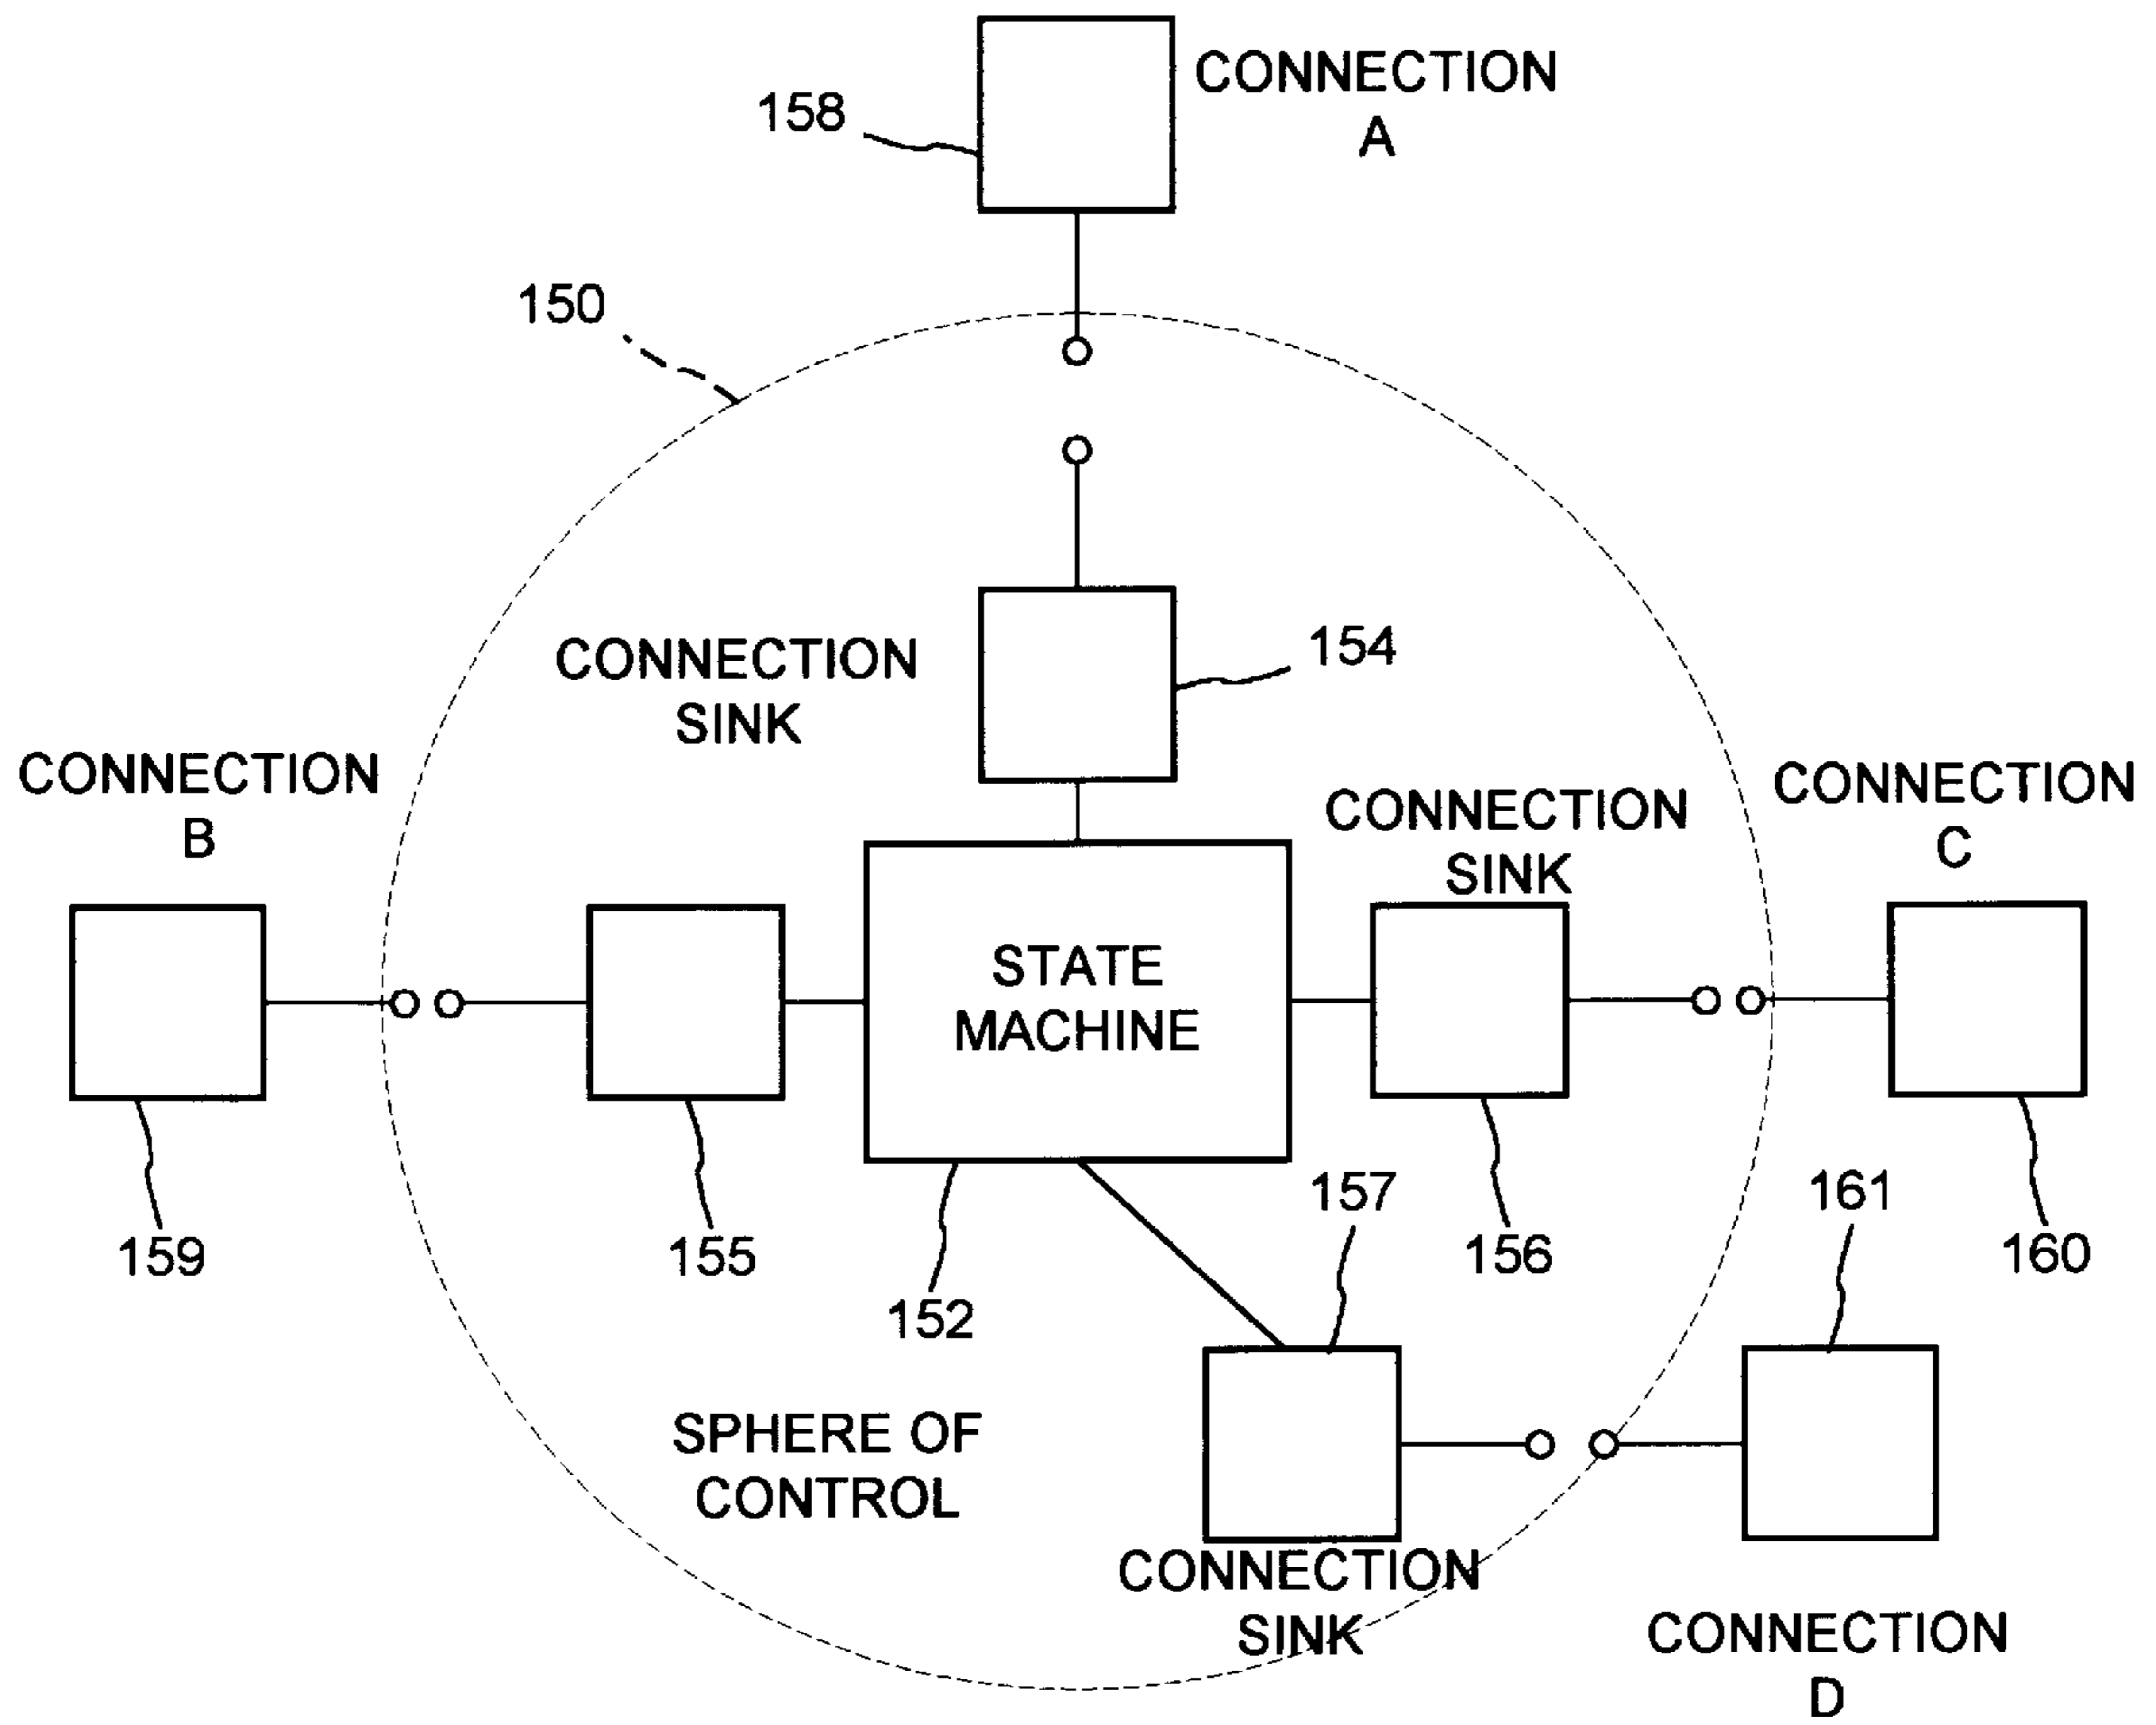 CONNECTION
A
158
150
154
CONNECTION
SINK
CONNECTION
B
CONNECTION
SINK
CONNECTION
C
STATE
MACHINE
159
155
152
157
156
161
160
SPHERE OF
CONTROL
CONNECTION
SINK
CONNECTION
D